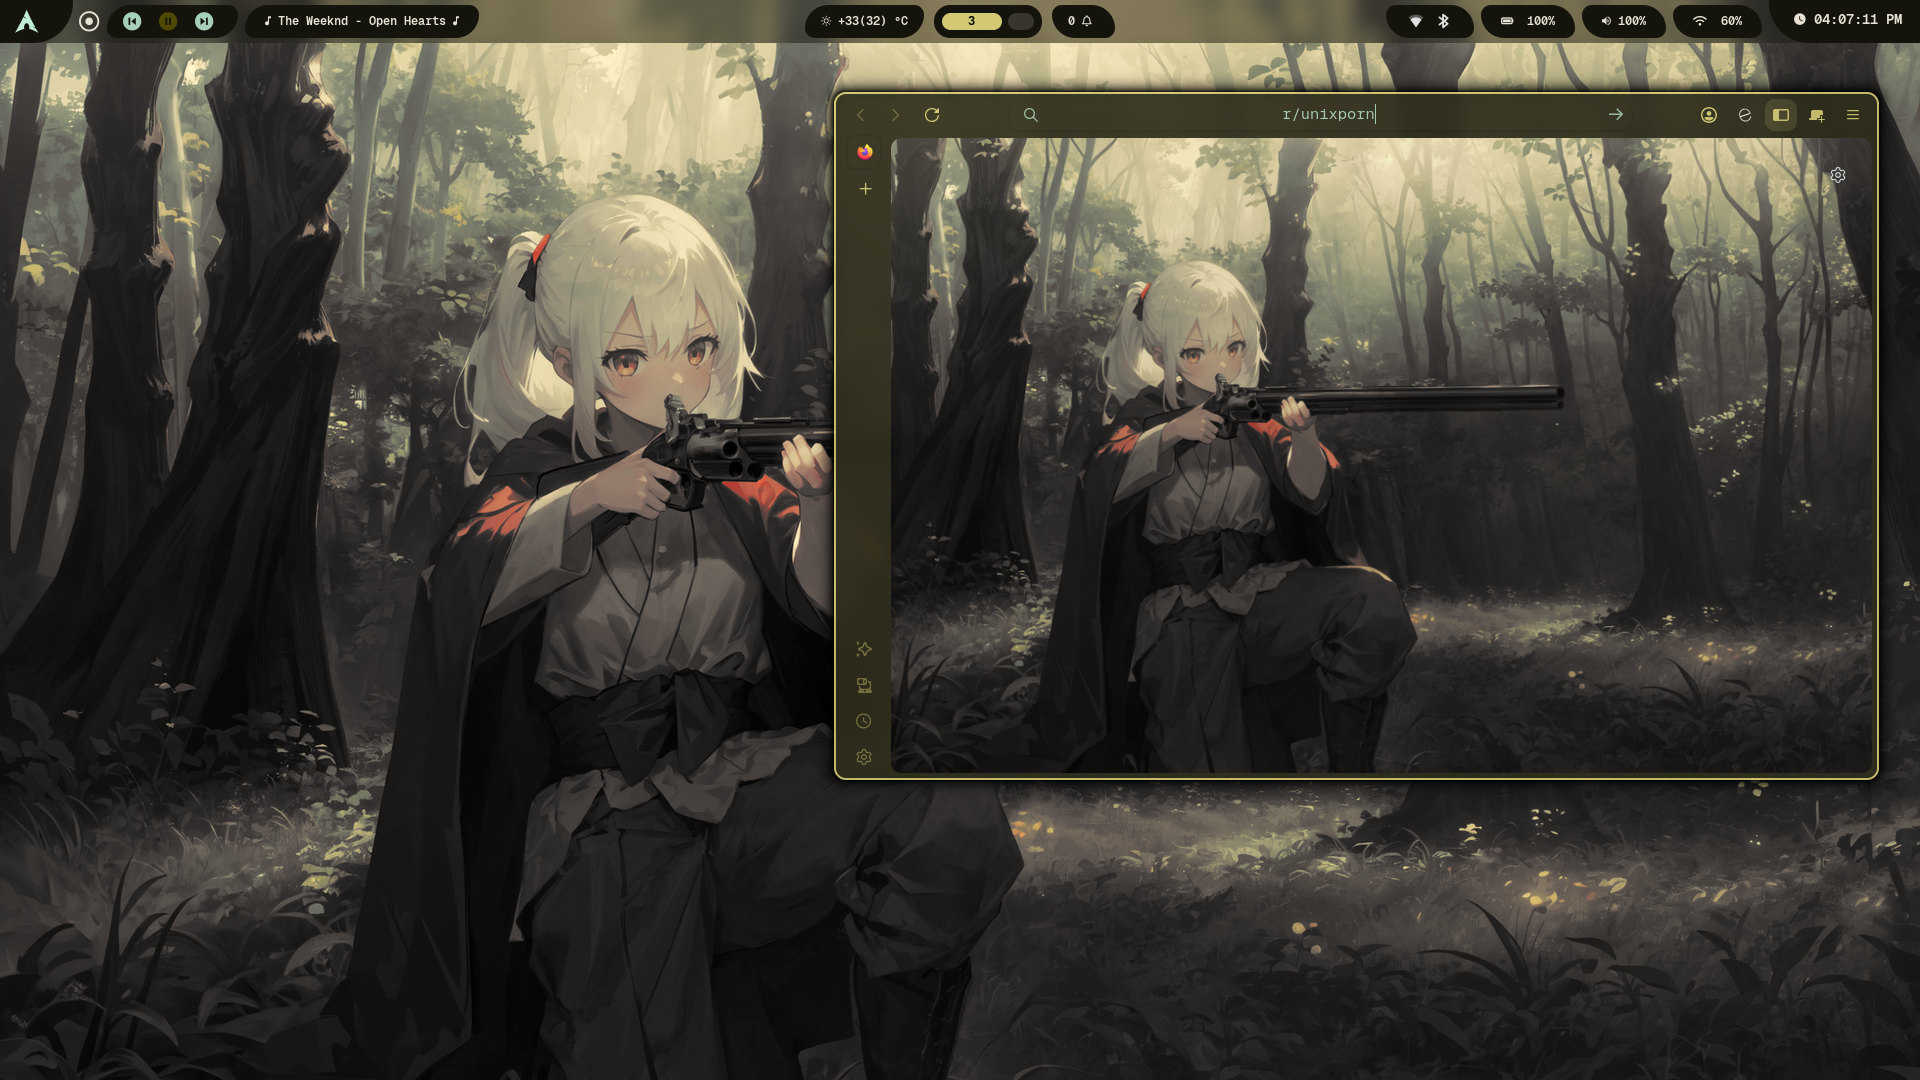 ♪ The Weeknd - Open Hearts ♪
+33(32) °C
3
0
100%
100%
60%
04:07:11 PM
r/unixporn